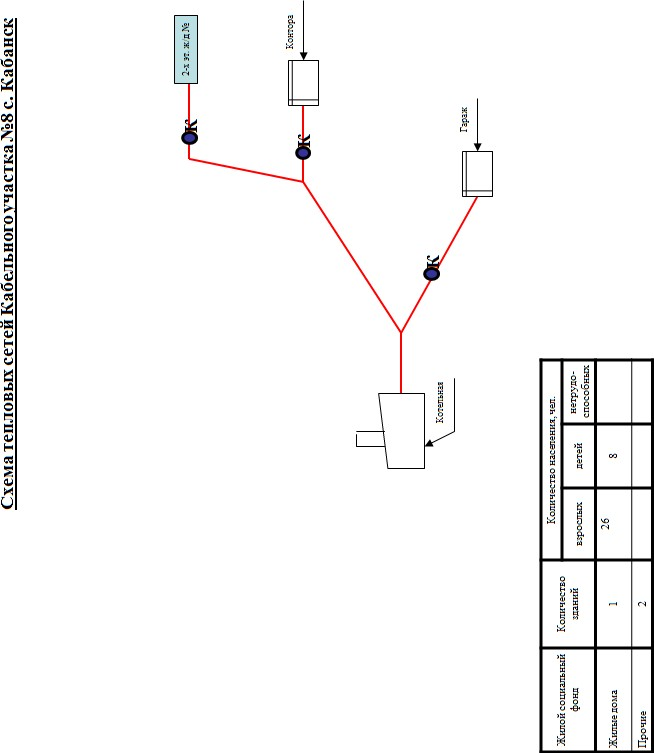 Схема тепловых сетей Кабельного участка №8 с. Кабанск
2-х эт. ж/д №
Контора
Гараж
К
К
К
Котельная
Жилой социальный фонд
Количество зданий
Количество населения, чел.
взрослых
детей
нетрудо-
способных
Жилые дома
1
26
8
Прочие
2